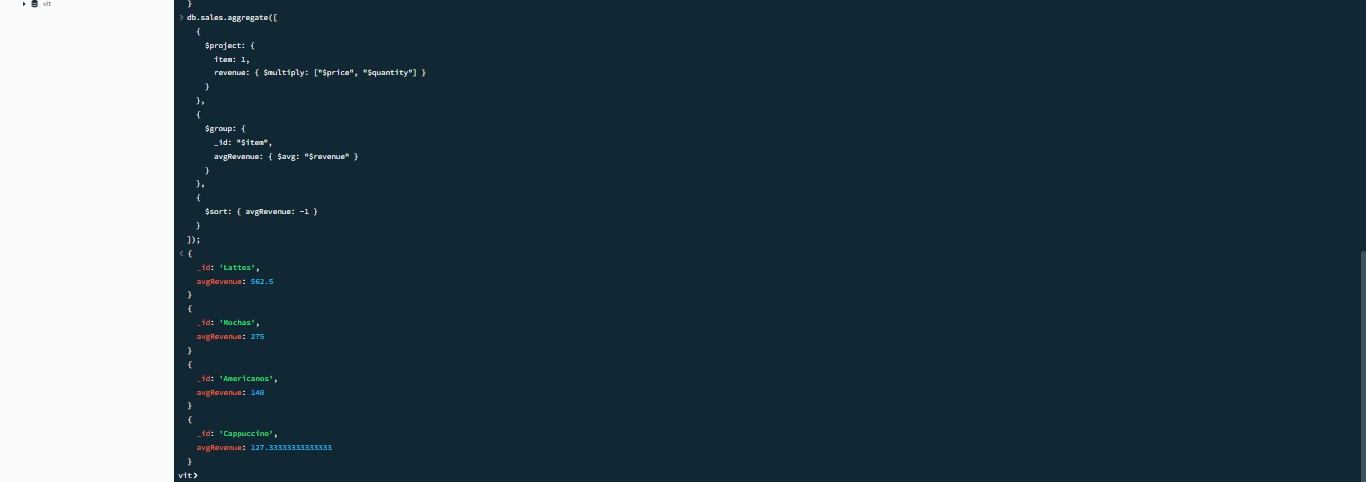 vit
}
> db.sales.aggregate([
{
$project: {
item: 1,
revenue: { $multiply: ["$price", "$quantity"] }
}
},
{
$group: {
_id: "$item",
avgRevenue: { $avg: "$revenue" }
}
},
{
$sort: { avgRevenue: -1 }
}
]);
< {
_id: 'Lattes',
avgRevenue: 562.5
}
{
_id: 'Mochas',
avgRevenue: 275
}
{
_id: 'Americanos',
avgRevenue: 140
}
{
_id: 'Cappuccino',
avgRevenue: 127.33333333333333
}
vit>